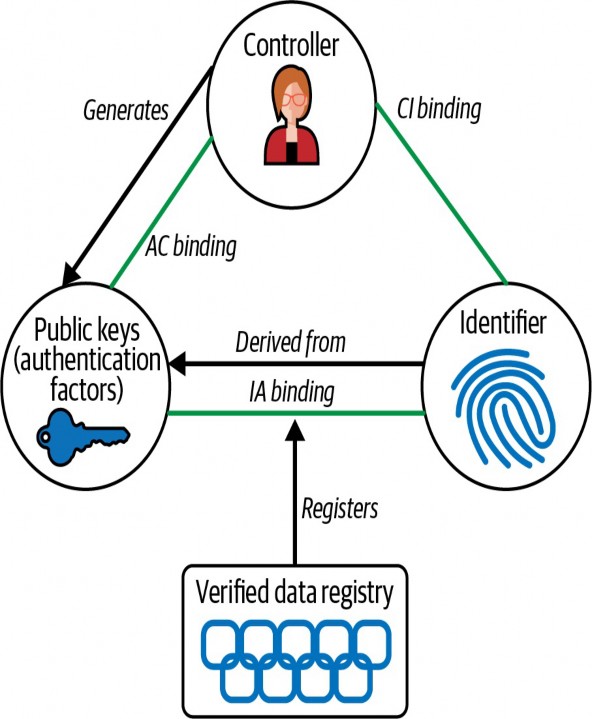 Controller
Generates
CI binding
AC binding
Public keys
(authentication
factors)
Identifier
Derived from
IA binding
Registers
Verified data registry